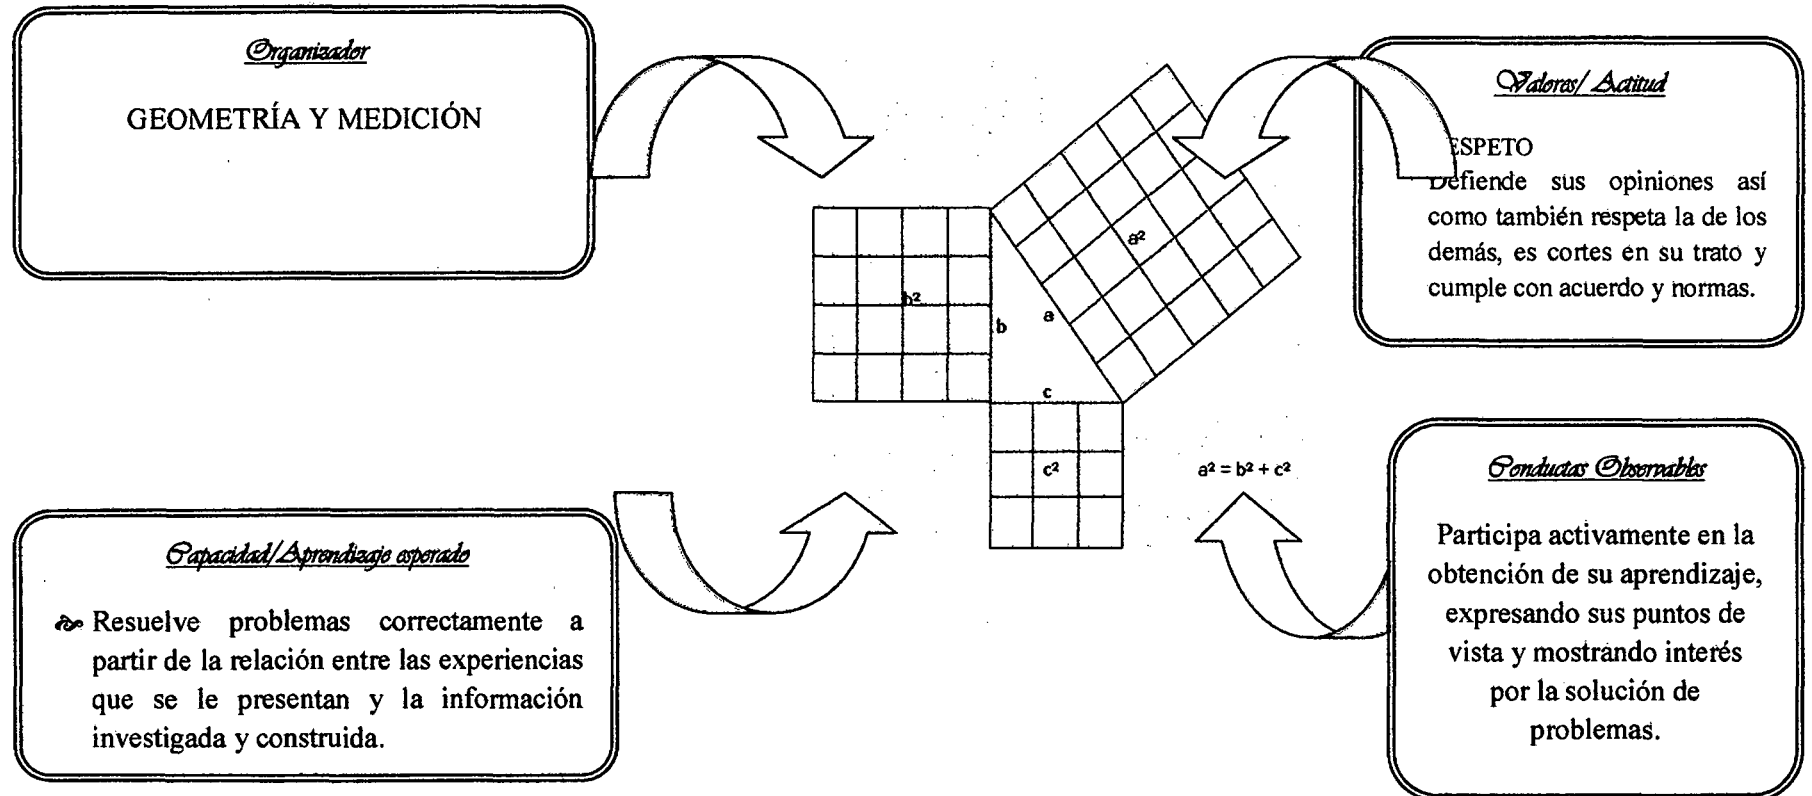 Organizador
GEOMETRÍA Y MEDICIÓN
Valores/ Actitud
ESPETO
Defiende sus opiniones así
como también respeta la de los
demás, es cortes en su trato y
cumple con acuerdo y normas.
a²
b²
b
a
c
c²
a² = b² + c²
Capacidad/Aprendizaje esperado
Resuelve problemas correctamente a
partir de la relación entre las experiencias
que se le presentan y la información
investigada y construida.
Conductas Observables
Participa activamente en la
obtención de su aprendizaje,
expresando sus puntos de
vista y mostrando interés
por la solución de
problemas.